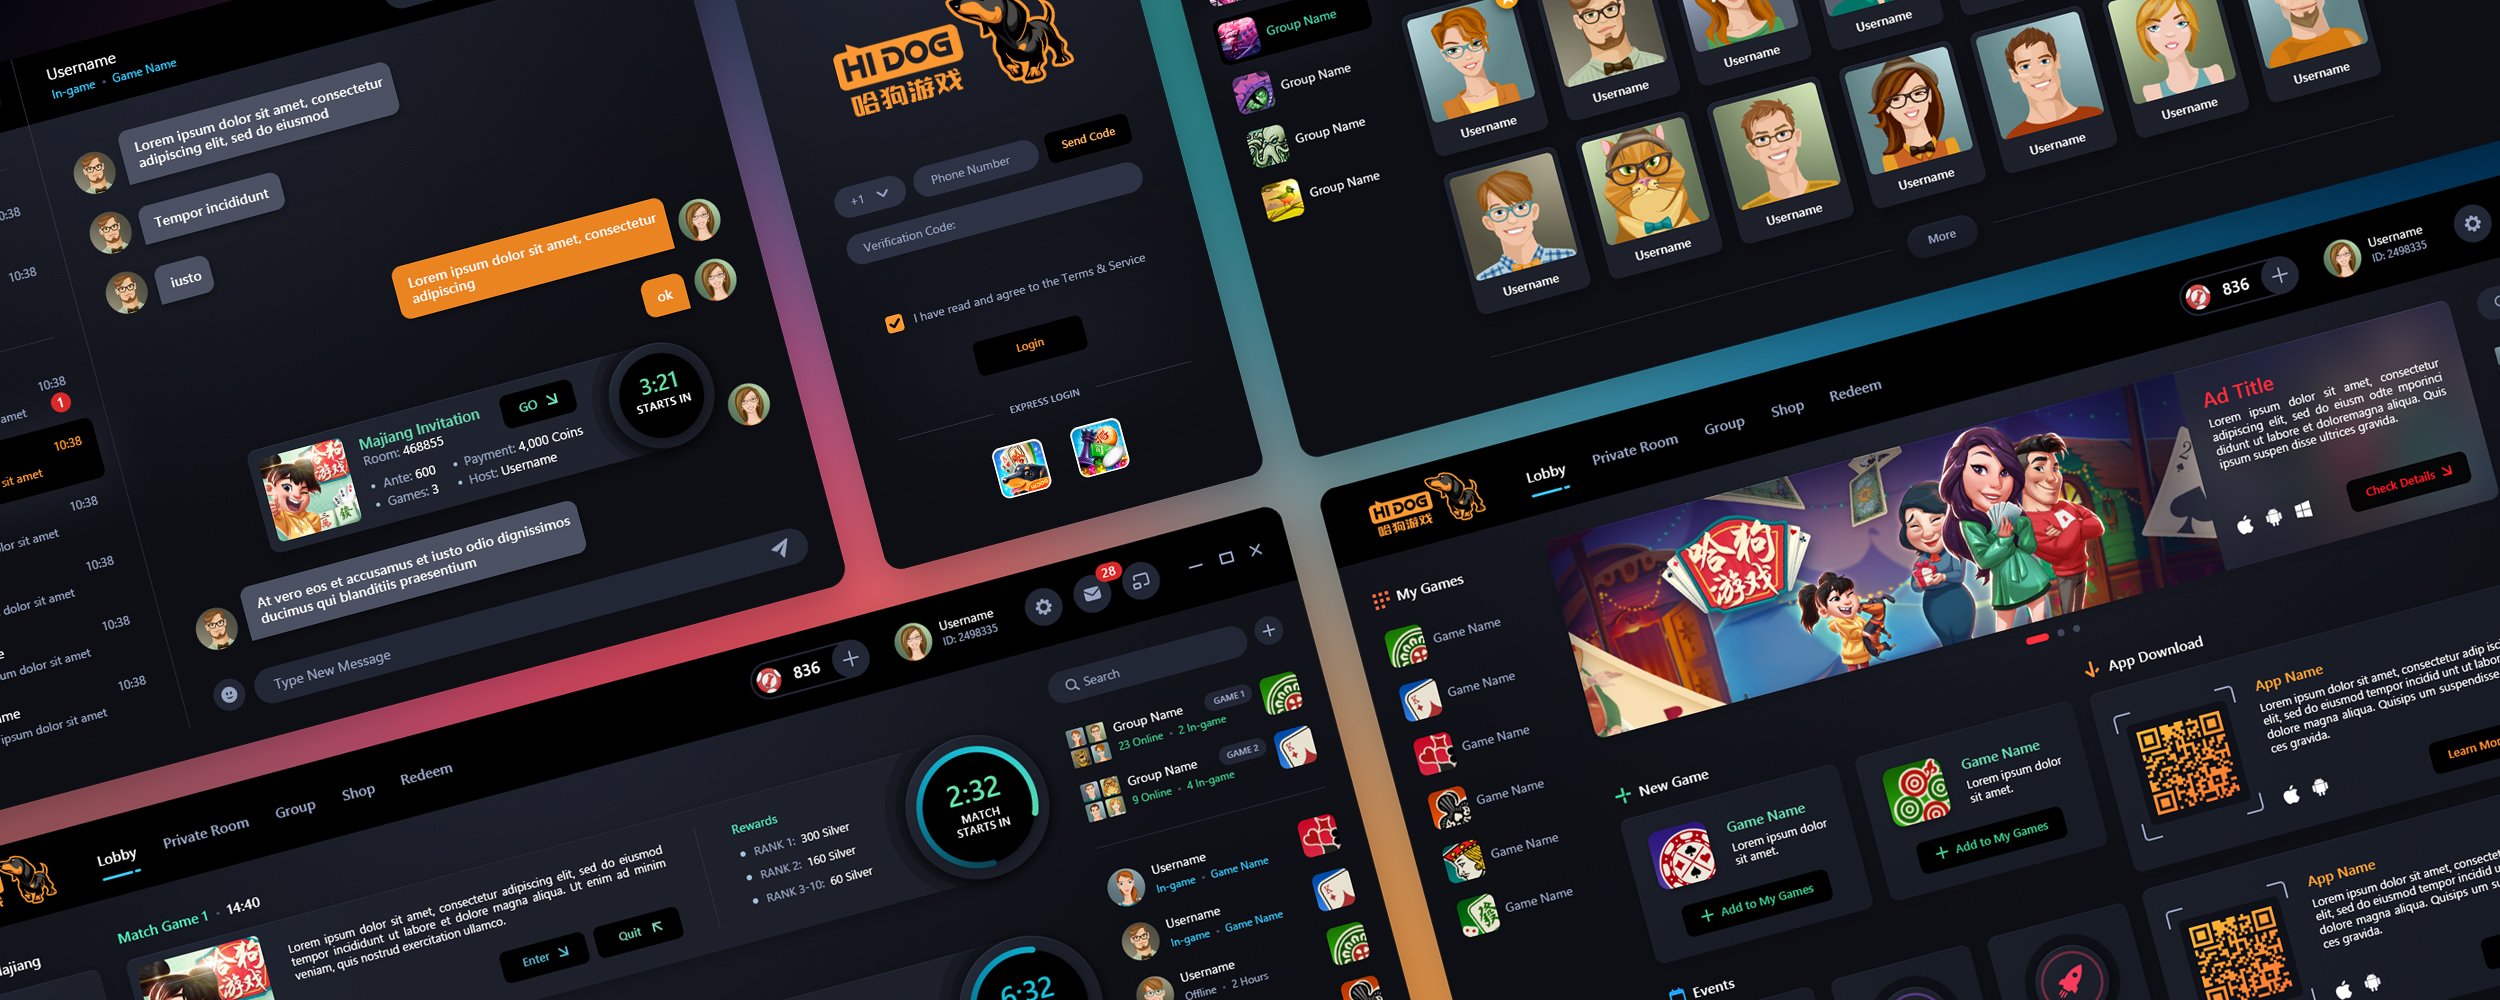 Username
In-game • Game Name
Lorem ipsum dolor sit amet, consectetur
adipiscing elit, sed do eiusmod
Tempor incididunt
iusto
Lorem ipsum dolor sit amet, consectetur
adipiscing
ok
Majiang Invitation
Room: 468855
• Ante: 600
• Payment: 4,000 Coins
• Games: 3
• Host: Username
GO
3:21
STARTS IN
哈狗
游戏
At vero eos et accusamus et iusto odio dignissimos
ducimus qui blanditiis praesentium
Type New Message
10:38
10:38
amet
1
10:38
sit amet
10:38
10:38
dolor sit amet
10:38
dolor sit amet
10:38
ipsum dolor sit amet
HI DOG
哈狗游戏
+1
Phone Number
Send Code
Verification Code:
I have read and agree to the Terms & Service
Login
EXPRESS LOGIN
Group Name
Group Name
Group Name
Group Name
Username
Username
Username
Username
Username
Username
Username
Username
Username
Username
Username
Username
More
836
Username
ID: 2498335
HI DOG
哈狗游戏
Lobby
Private Room
Group
Shop
Redeem
哈狗
游戏
Ad Title
Lorem ipsum dolor sit amet, consectetur
adipiscing elit, sed do eiusm odte mporinci
didunt ut labore et doloremagna aliqua. Quis
ipsum suspen disse ultrices gravida.
Check Details
My Games
Game Name
Game Name
Game Name
Game Name
Game Name
Game Name
New Game
Game Name
Lorem ipsum dolor
sit amet.
Add to My Games
Game Name
Lorem ipsum dolor
sit amet.
Add to My Games
Events
App Download
App Name
Lorem ipsum dolor sit amet, consectetur adip
elit, sed do eiusmod tempor incidid unt ut
dolore magna aliqua. Quisips um suspendisse
ces gravida.
Learn
App Name
Lorem ipsum dolor sit amet,
elit, sed do eiusmod tempor incidid
dolore magna aliqua. Quisips um
ces gravida.
836
Username
ID: 2498335
28
Lobby
Private Room
Group
Shop
Redeem
Match Game 1 • 14:40
哈狗
游戏
Lorem ipsum dolor sit amet, consectetur adipiscing elit, sed do eiusmod
tempor incididunt ut labore et dolore magna aliqua. Ut enim ad minim
veniam, quis nostrud exercitation ullamco.
Enter
Quit
Rewards
• RANK 1: 300 Silver
• RANK 2: 160 Silver
• RANK 3-10: 60 Silver
2:32
MATCH
STARTS IN
6:32
Search
Group Name
GAME 1
23 Online • 2 In-game
Group Name
GAME 2
9 Online • 4 In-game
Username
In-game • Game Name
Username
In-game • Game Name
Username
Offline • 2 Hours